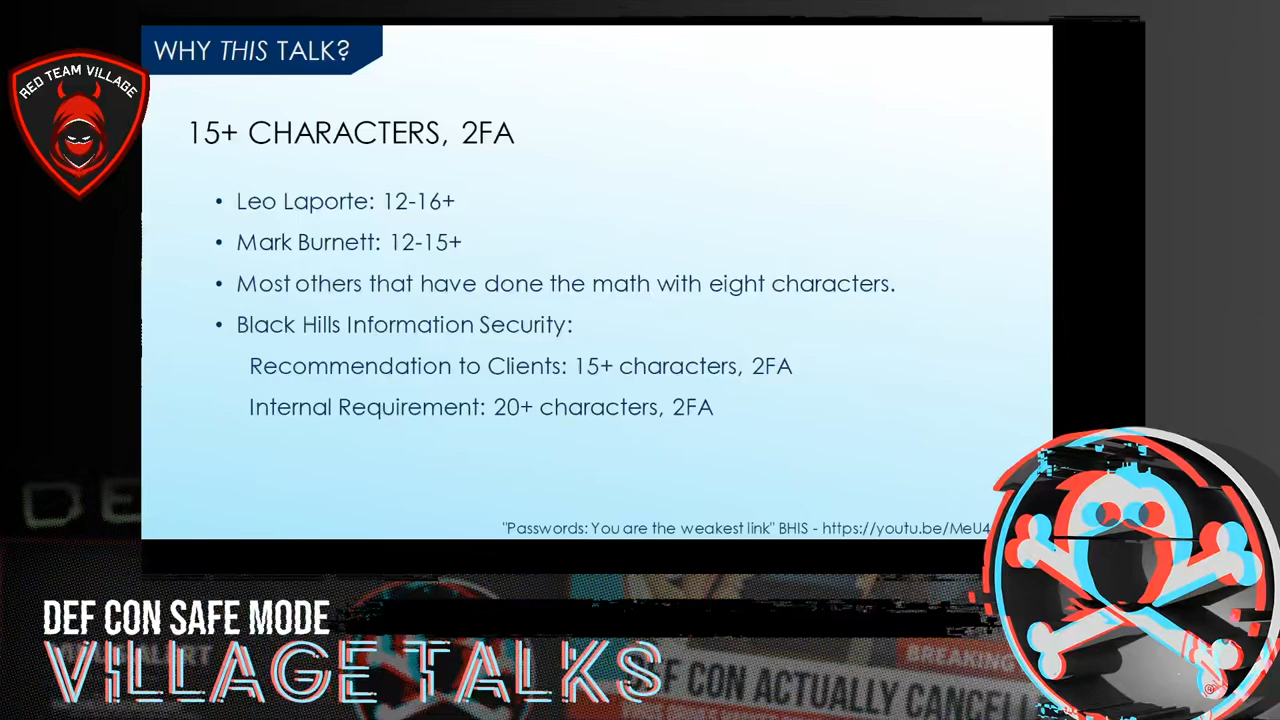 WHY THIS TALK?
RED TEAM VILLAGE
15+ CHARACTERS, 2FA
• Leo Laporte: 12-16+
• Mark Burnett: 12-15+
• Most others that have done the math with eight characters.
• Black Hills Information Security:
Recommendation to Clients: 15+ characters, 2FA
Internal Requirement: 20+ characters, 2FA
"Passwords: You are the weakest link" BHIS - https://youtu.be/MeU4
DEF CON SAFE MODE
VILLAGE TALKS
BREAKING
DEF CON ACTUALLY CANCELL